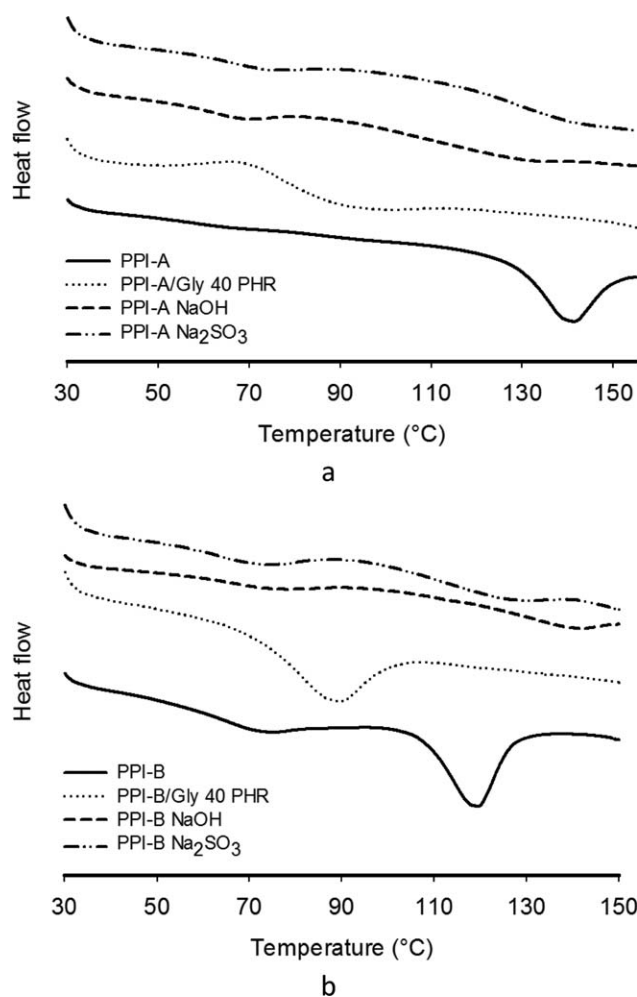 Heat flow
PPI-A
PPI-A/Gly 40 PHR
PPI-A NaOH
PPI-A Na2SO3
30 50 70 90 110 130 150
Temperature (°C)
a
Heat flow
PPI-B
PPI-B/Gly 40 PHR
PPI-B NaOH
PPI-B Na2SO3
30 50 70 90 110 130 150
Temperature (°C)
b